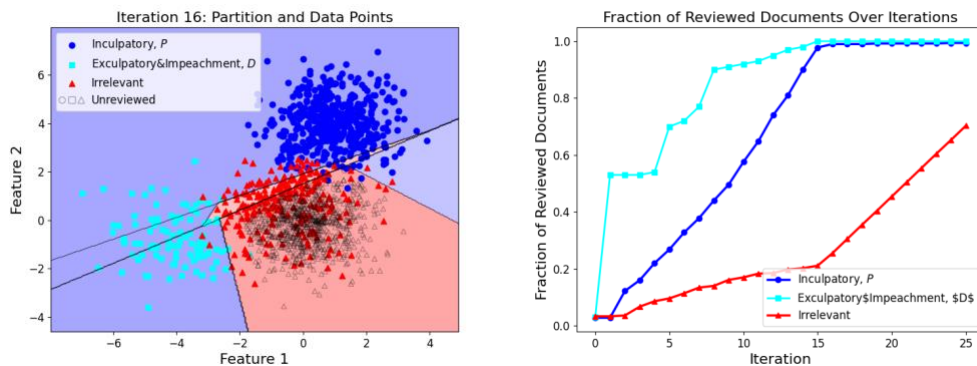 Iteration 16: Partition and Data Points
Inculpatory, P
Exculpatory&Impeachment, D
Irrelevant
Unreviewed
Feature 2
6
4
2
0
−2
−4
−6
−4
−2
0
2
4
Feature 1
Fraction of Reviewed Documents Over Iterations
Fraction of Reviewed Documents
1.0
0.8
0.6
0.4
0.2
0.0
Inculpatory, P
Exculpatory$Impeachment, $D$
Irrelevant
0
5
10
15
20
25
Iteration